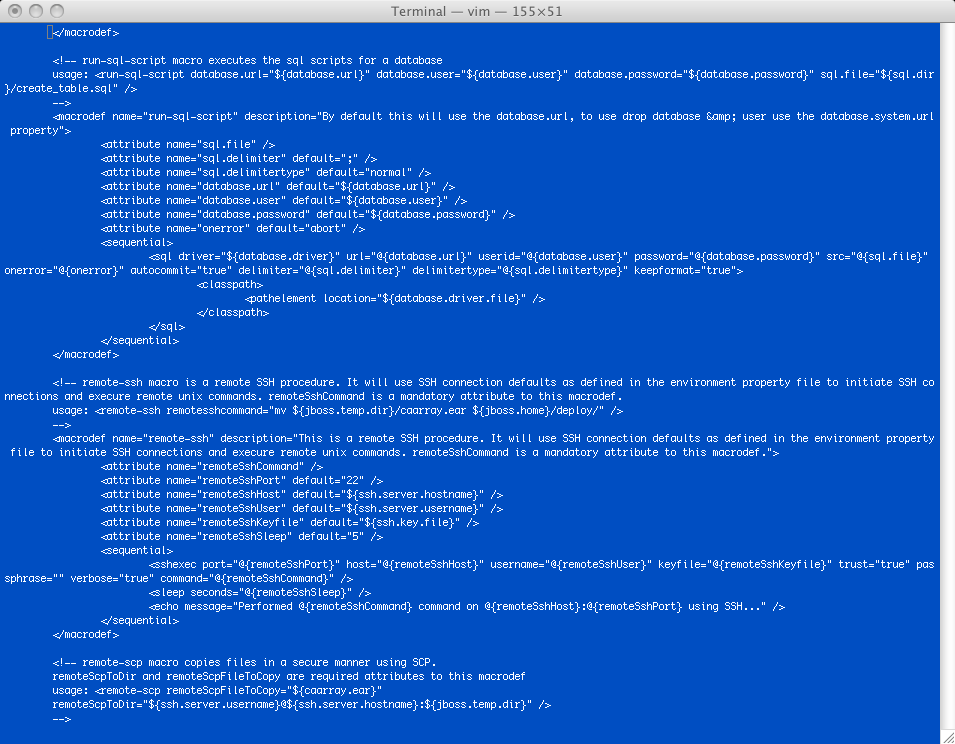 Terminal — vim — 155×51
</macrodef>
<!-- run-sql-script macro executes the sql scripts for a database
usage: <run-sql-script database.url="${database.url}" database.user="${database.user}" database.password="${database.password}" sql.file="${sql.dir
}/create_table.sql" />
-->
<macrodef name="run-sql-script" description="By default this will use the database.url, to use drop database &amp; user use the database.system.url
property">
<attribute name="sql.file" />
<attribute name="sql.delimiter" default=";" />
<attribute name="sql.delimitertype" default="normal" />
<attribute name="database.url" default="${database.url}" />
<attribute name="database.user" default="${database.user}" />
<attribute name="database.password" default="${database.password}" />
<attribute name="onerror" default="abort" />
<sequential>
<sql driver="${database.driver}" url="@{database.url}" userid="@{database.user}" password="@{database.password}" src="@{sql.file}"
onerror="@{onerror}" autocommit="true" delimiter="@{sql.delimiter}" delimitertype="@{sql.delimitertype}" keepformat="true">
<classpath>
<pathelement location="${database.driver.file}" />
</classpath>
</sql>
</sequential>
</macrodef>
<!-- remote-ssh macro is a remote SSH procedure. It will use SSH connection defaults as defined in the environment property file to initiate SSH co
nnections and execure remote unix commands. remoteSshCommand is a mandatory attribute to this macrodef.
usage: <remote-ssh remotesshcommand="mv ${jboss.temp.dir}/caarray.ear ${jboss.home}/deploy/" />
-->
<macrodef name="remote-ssh" description="This is a remote SSH procedure. It will use SSH connection defaults as defined in the environment property
file to initiate SSH connections and execure remote unix commands. remoteSshCommand is a mandatory attribute to this macrodef.">
<attribute name="remoteSshCommand" />
<attribute name="remoteSshPort" default="22" />
<attribute name="remoteSshHost" default="${ssh.server.hostname}" />
<attribute name="remoteSshUser" default="${ssh.server.username}" />
<attribute name="remoteSshKeyfile" default="${ssh.key.file}" />
<attribute name="remoteSshSleep" default="5" />
<sequential>
<sshexec port="@{remoteSshPort}" host="@{remoteSshHost}" username="@{remoteSshUser}" keyfile="@{remoteSshKeyfile}" trust="true" pas
sphrase="" verbose="true" command="@{remoteSshCommand}" />
<sleep seconds="@{remoteSshSleep}" />
<echo message="Performed @{remoteSshCommand} command on @{remoteSshHost}:@{remoteSshPort} using SSH..." />
</sequential>
</macrodef>
<!-- remote-scp macro copies files in a secure manner using SCP.
remoteScpToDir and remoteScpFileToCopy are required attributes to this macrodef
usage: <remote-scp remoteScpFileToCopy="${caarray.ear}"
remoteScpToDir="${ssh.server.username}@${ssh.server.hostname}:${jboss.temp.dir}" />
-->